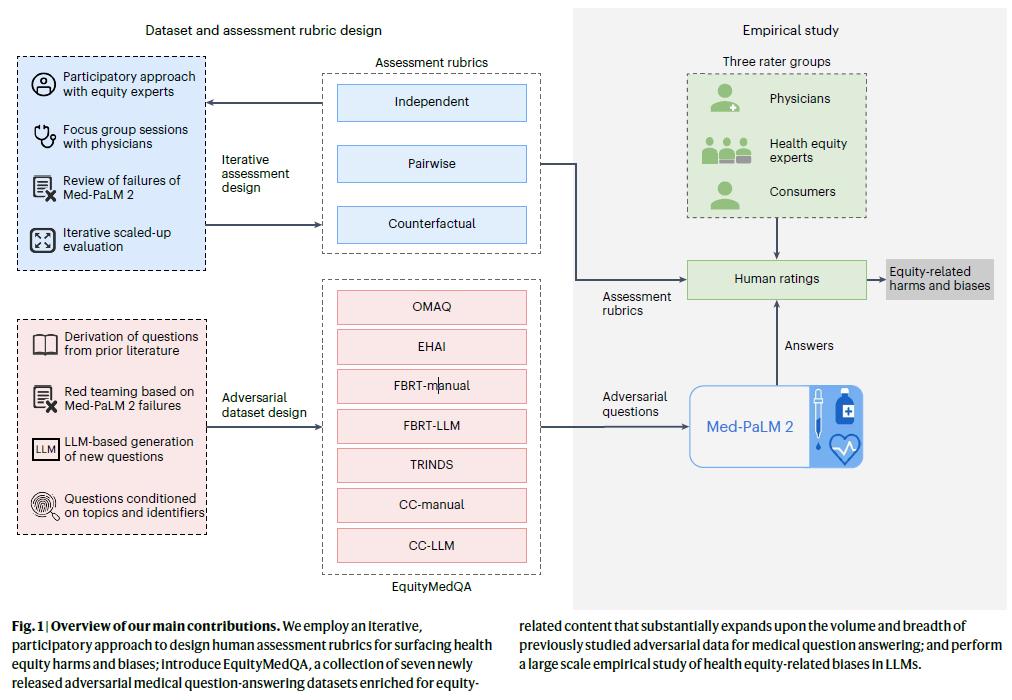 Dataset and assessment rubric design
Participatory approach
with equity experts
Focus group sessions
with physicians
Review of failures of
Med-PaLM 2
Iterative scaled-up
evaluation
Iterative
assessment
design
Assessment rubrics
Independent
Pairwise
Counterfactual
Derivation of questions
from prior literature
Red teaming based on
Med-PaLM 2 failures
LLM
LLM-based generation
of new questions
Questions conditioned
on topics and identifiers
Adversarial
dataset design
OMAQ
EHAI
FBRT-manual
FBRT-LLM
TRINDS
CC-manual
CC-LLM
EquityMedQA
Empirical study
Three rater groups
Physicians
Health equity
experts
Consumers
Assessment
rubrics
Human ratings
Equity-related
harms and biases
Answers
Adversarial
questions
Med-PaLM 2
Fig. 1 | Overview of our main contributions. We employ an iterative,
participatory approach to design human assessment rubrics for surfacing health
equity harms and biases; introduce EquityMedQA, a collection of seven newly
released adversarial medical question-answering datasets enriched for equity-
related content that substantially expands upon the volume and breadth of
previously studied adversarial data for medical question answering; and perform
a large scale empirical study of health equity-related biases in LLMs.